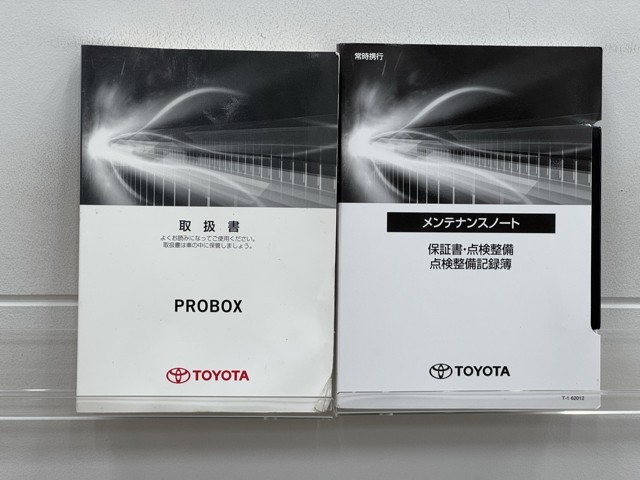 取扱書
よくお読みになってご使用ください。
取扱書は車の中に保管しましょう。
PROBOX
TOYOTA
常時携行
メンテナンスノート
保証書・点検整備
点検整備記録簿
TOYOTA
T-1 62012